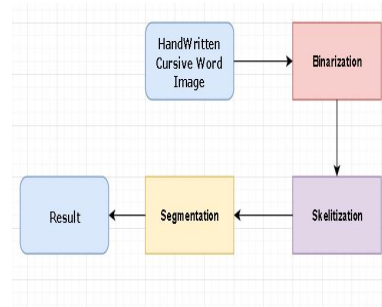 HandWritten
Cursive Word
Image
Binarization
Skelitization
Segmentation
Result